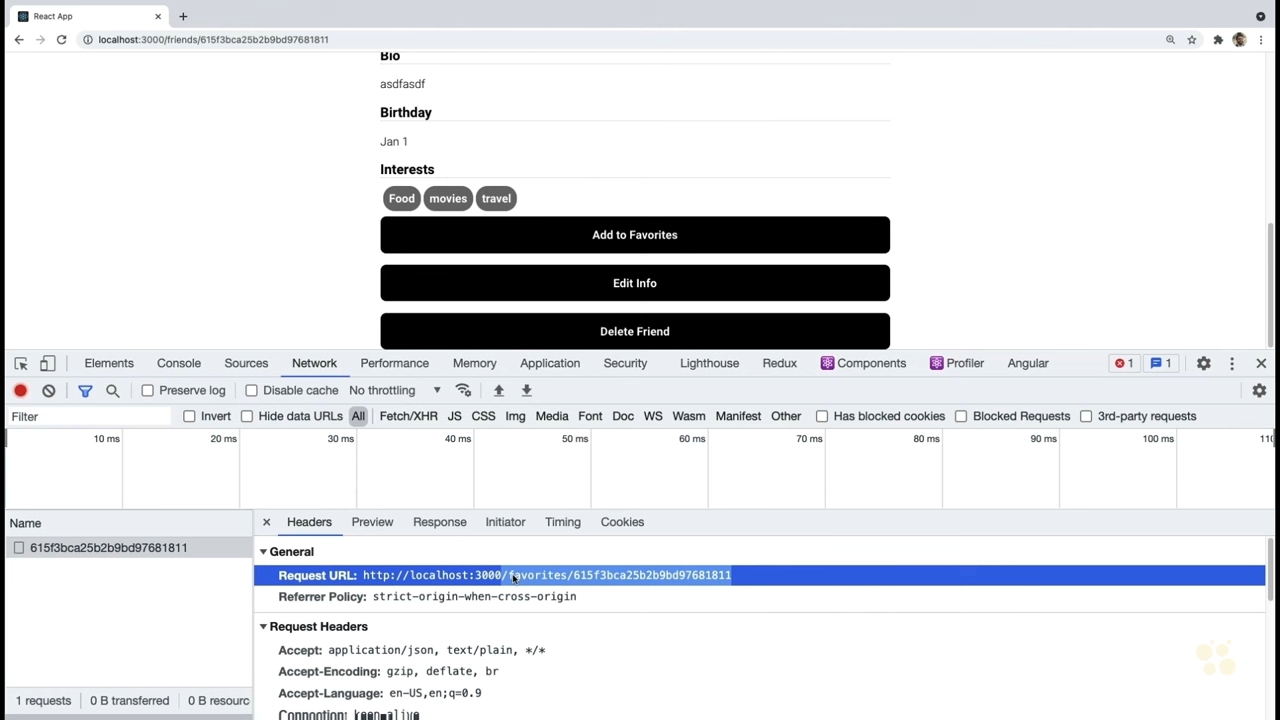 React App
localhost:3000/friends/615f3bca25b2b9bd97681811
Bio
asdfasdf
Birthday
Jan 1
Interests
Food movies travel
Add to Favorites
Edit Info
Delete Friend
Elements Console Sources Network Performance Memory Application Security Lighthouse Redux Components Profiler Angular 1 1
Preserve log Disable cache No throttling
Filter Invert Hide data URLs All Fetch/XHR JS CSS Img Media Font Doc WS Wasm Manifest Other Has blocked cookies Blocked Requests 3rd-party requests
10 ms 20 ms 30 ms 40 ms 50 ms 60 ms 70 ms 80 ms 90 ms 100 ms 110
Name Headers Preview Response Initiator Timing Cookies
615f3bca25b2b9bd97681811
General
Request URL: http://localhost:3000/favorites/615f3bca25b2b9bd97681811
Referrer Policy: strict-origin-when-cross-origin
Request Headers
Accept: application/json, text/plain, */*
Accept-Encoding: gzip, deflate, br
Accept-Language: en-US,en;q=0.9
Connection: keep-alive
1 requests 0 B transferred 0 B resourc